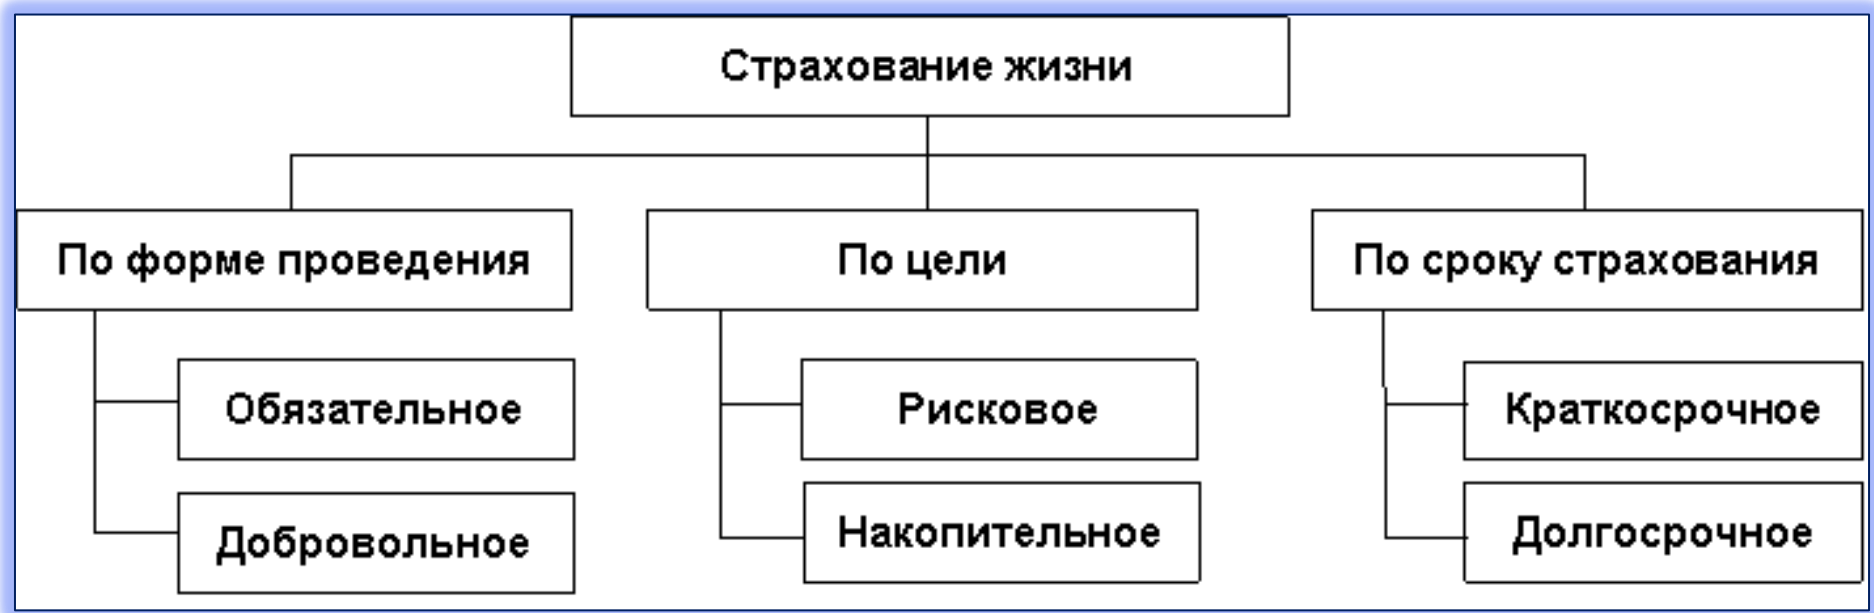 Страхование жизни
По форме проведения
Обязательное
Добровольное
По цели
Рисковое
Накопительное
По сроку страхования
Краткосрочное
Долгосрочное